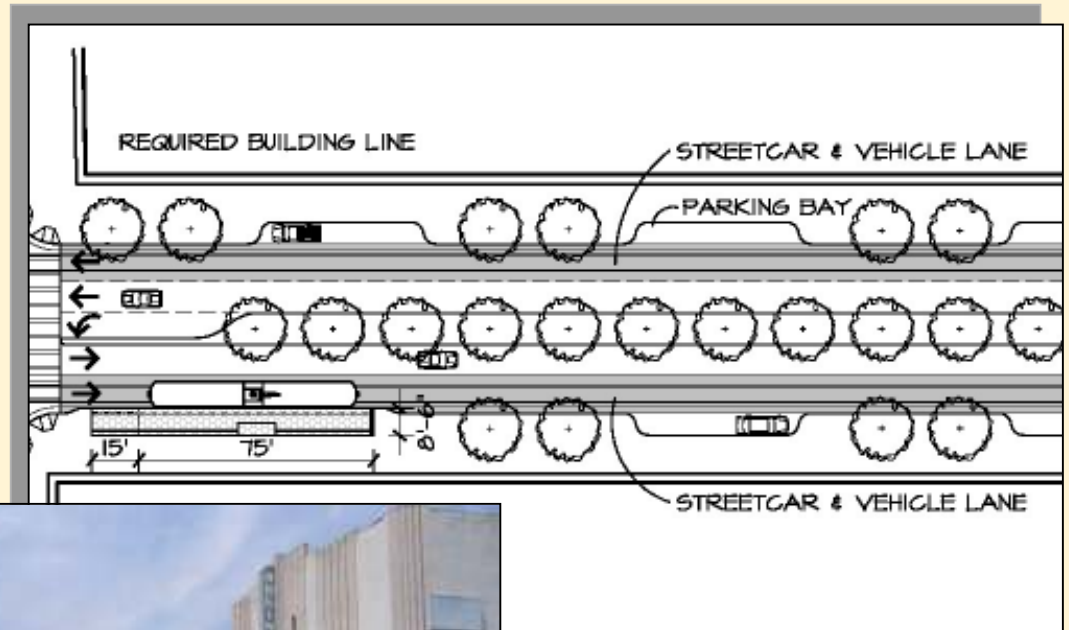 REQUIRED BUILDING LINE
STREETCAR & VEHICLE LANE
PARKING BAY
8'-6"
15'
75'
STREETCAR & VEHICLE LANE